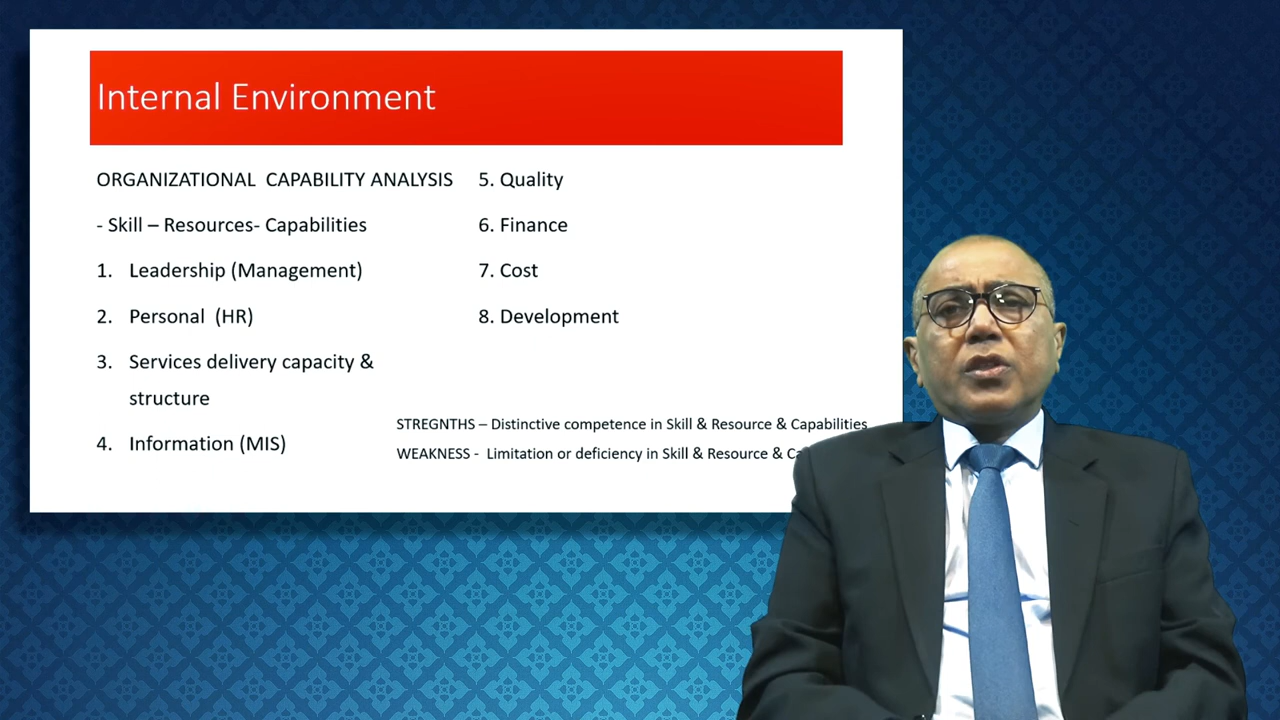 Internal Environment
ORGANIZATIONAL CAPABILITY ANALYSIS
- Skill – Resources- Capabilities
1. Leadership (Management)
2. Personal (HR)
3. Services delivery capacity &
structure
4. Information (MIS)
5. Quality
6. Finance
7. Cost
8. Development
STREGNTHS – Distinctive competence in Skill & Resource & Capabilities
WEAKNESS - Limitation or deficiency in Skill & Resource &